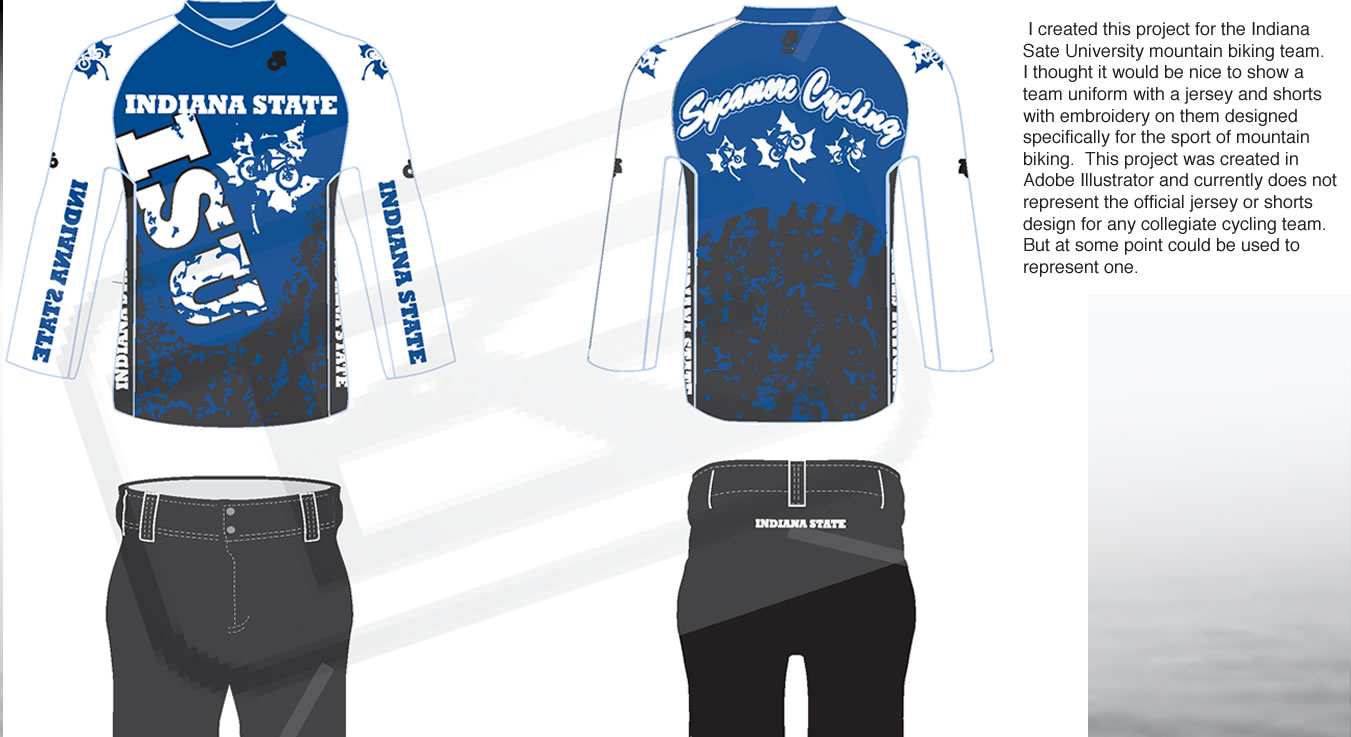 INDIANA STATE
ISU
INDIANA STATE
INDIANA STATE
INDIANA STATE
Sycamore Cycling
INDIANA STATE
I created this project for the Indiana
Sate University mountain biking team.
I thought it would be nice to show a
team uniform with a jersey and shorts
with embroidery on them designed
specifically for the sport of mountain
biking.  This project was created in
Adobe Illustrator and currently does not
represent the official jersey or shorts
design for any collegiate cycling team.
But at some point could be used to
represent one.